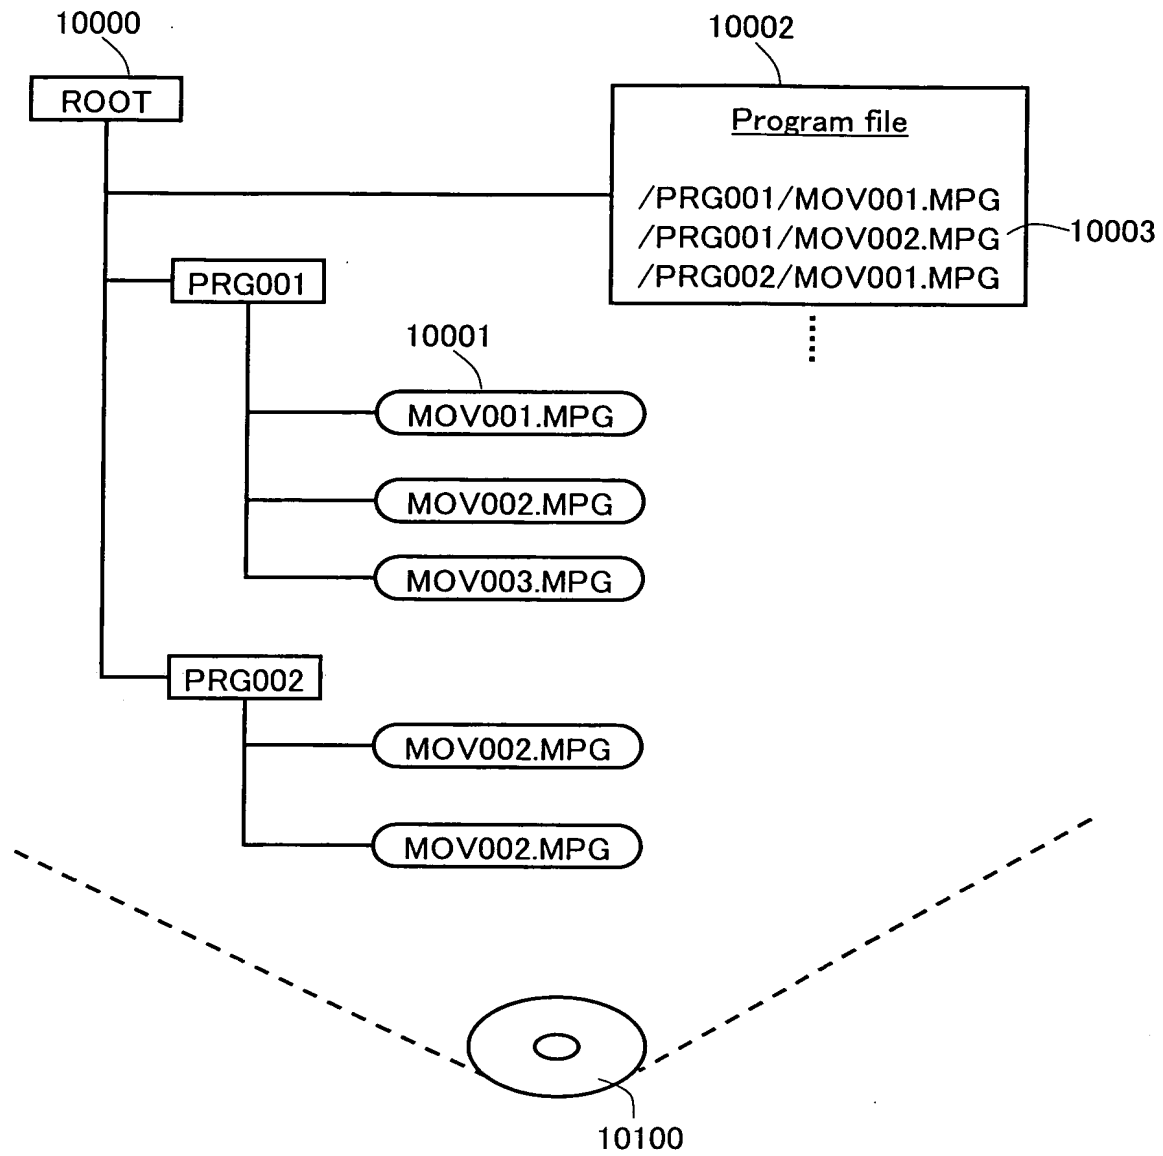 10000
10002
ROOT
Program file
/PRG001/MOV001.MPG
/PRG001/MOV002.MPG
10003
/PRG002/MOV001.MPG
PRG001
10001
MOV001.MPG
MOV002.MPG
MOV003.MPG
PRG002
MOV002.MPG
MOV002.MPG
10100